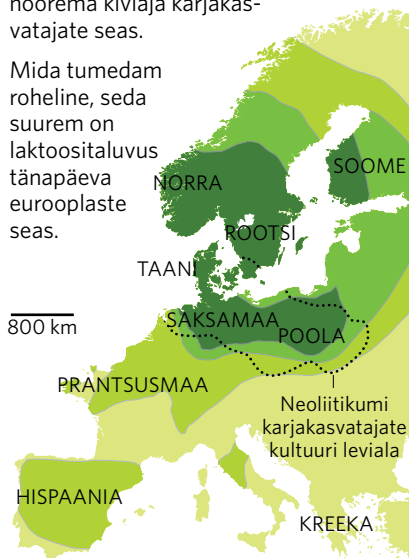 noorema kiviaja karjakas-
vatajate seas.
Mida tumedam
roheline, seda
suurem on
laktoositaluvus
tänapäeva
eurooplaste
seas.
NORRA
SOOME
ROOTSI
TAANI
800 km
SAKSAMAA
POOLA
PRANTSUSMAA
Neoliitikumi
karjakasvatajate
kultuuri leviala
HISPAANIA
KREEKA